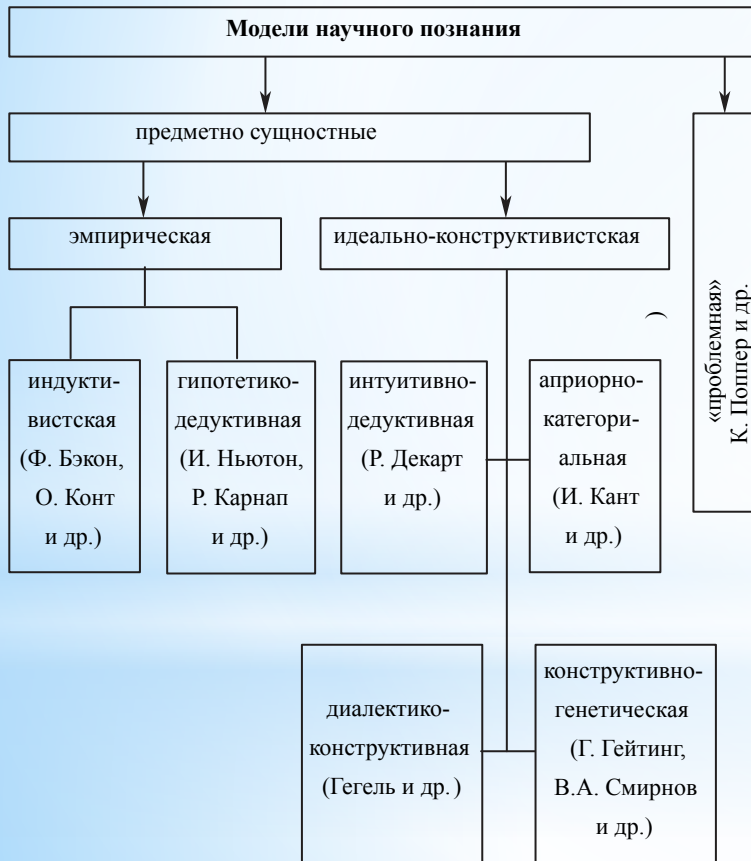 Модели научного познания
предметно сущностные
эмпирическая
идеально-конструктивистская
индукти-
вистская
(Ф. Бэкон,
О. Конт
и др.)
гипотетико-
дедуктивная
(И. Ньютон,
Р. Карнап
и др.)
интуитивно-
дедуктивная
(Р. Декарт
и др.)
априорно-
категори-
альная
(И. Кант
и др.)
«проблемная»
К. Поппер и др.
)
диалектико-
конструктивная
(Гегель и др.)
конструктивно-
генетическая
(Г. Гейтинг,
В.А. Смирнов
и др.)